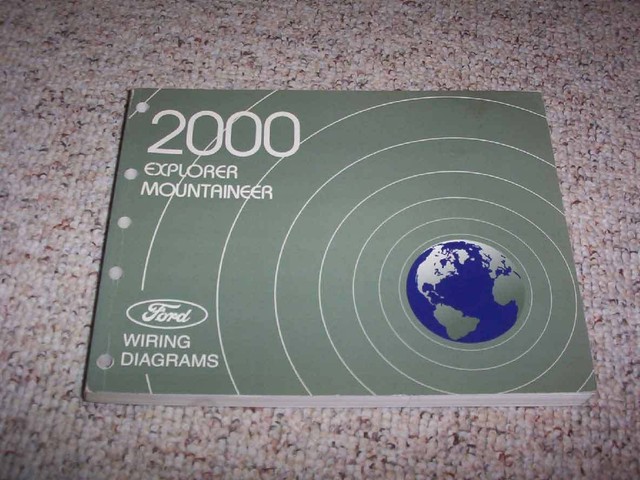 2000
EXPLORER
MOUNTAINEER
Ford
WIRING
DIAGRAMS